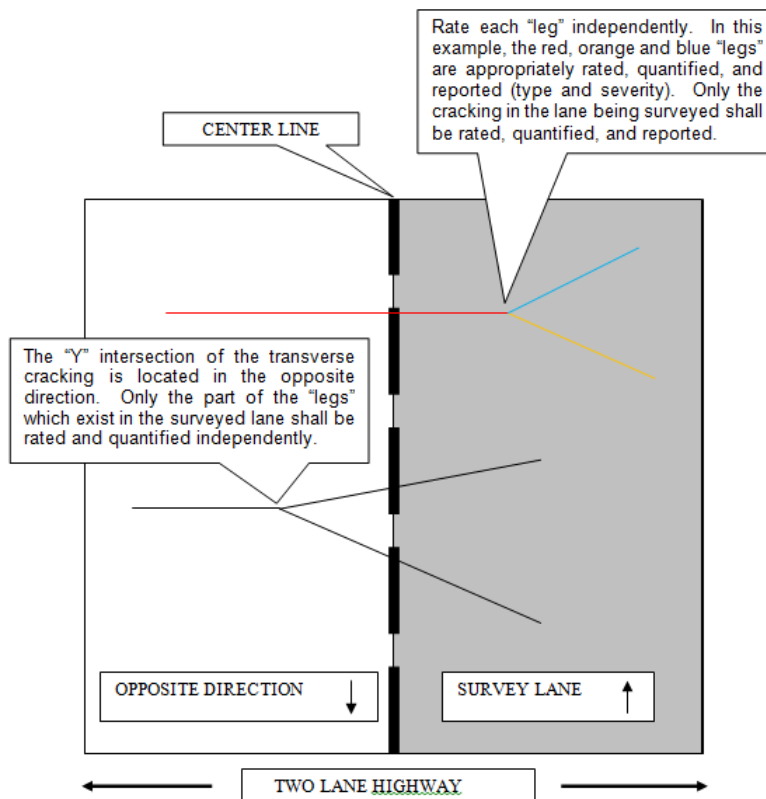 Rate each “leg” independently. In this
example, the red, orange and blue “legs”
are appropriately rated, quantified, and
reported (type and severity). Only the
cracking in the lane being surveyed shall
be rated, quantified, and reported.
CENTER LINE
The “Y” intersection of the transverse
cracking is located in the opposite
direction. Only the part of the “legs”
which exist in the surveyed lane shall be
rated and quantified independently.
OPPOSITE DIRECTION
SURVEY LANE
TWO LANE HIGHWAY